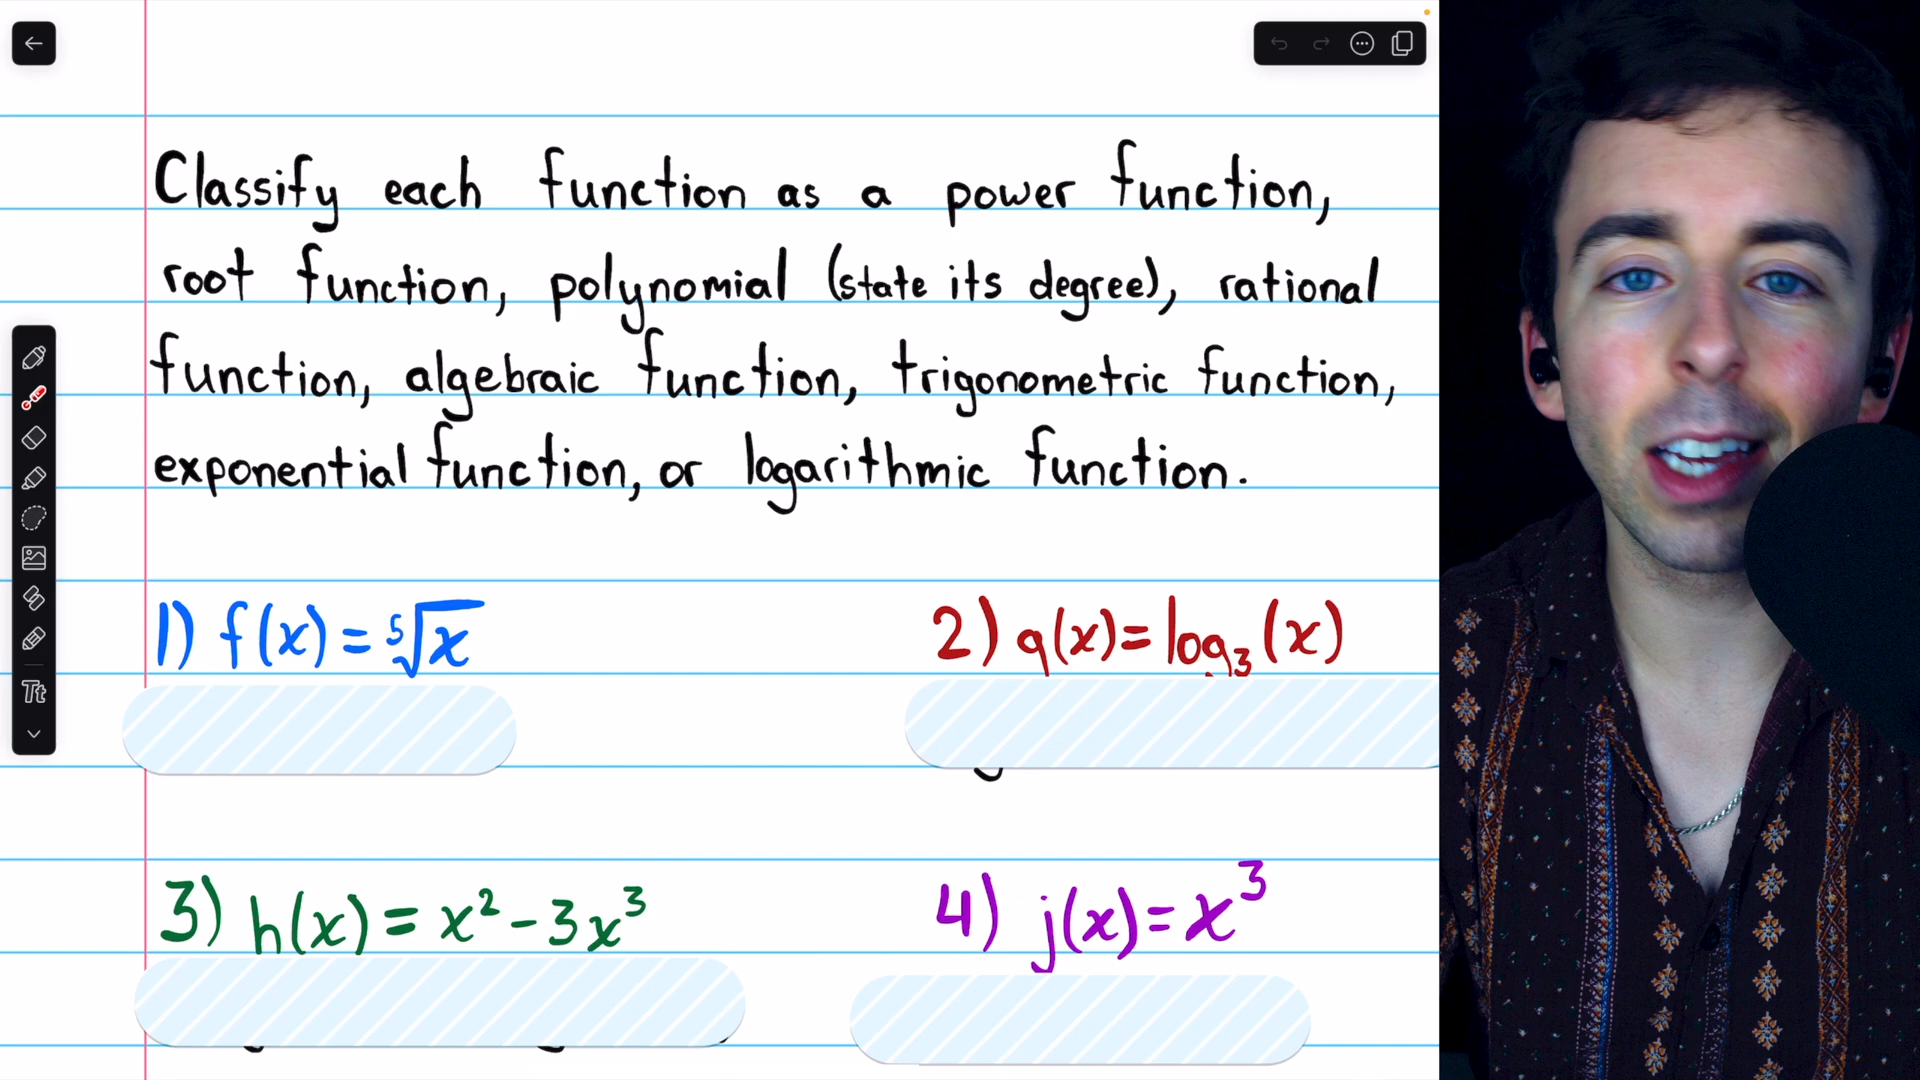 Classify each function as a power function,
root function, polynomial (state its degree), rational
function, algebraic function, trigonometric function,
exponential function, or logarithmic function.
1) f(x) = ⁵√x
2) g(x) = log₃(x)
3) h(x) = x² - 3x³
4) j(x) = x³
Tt